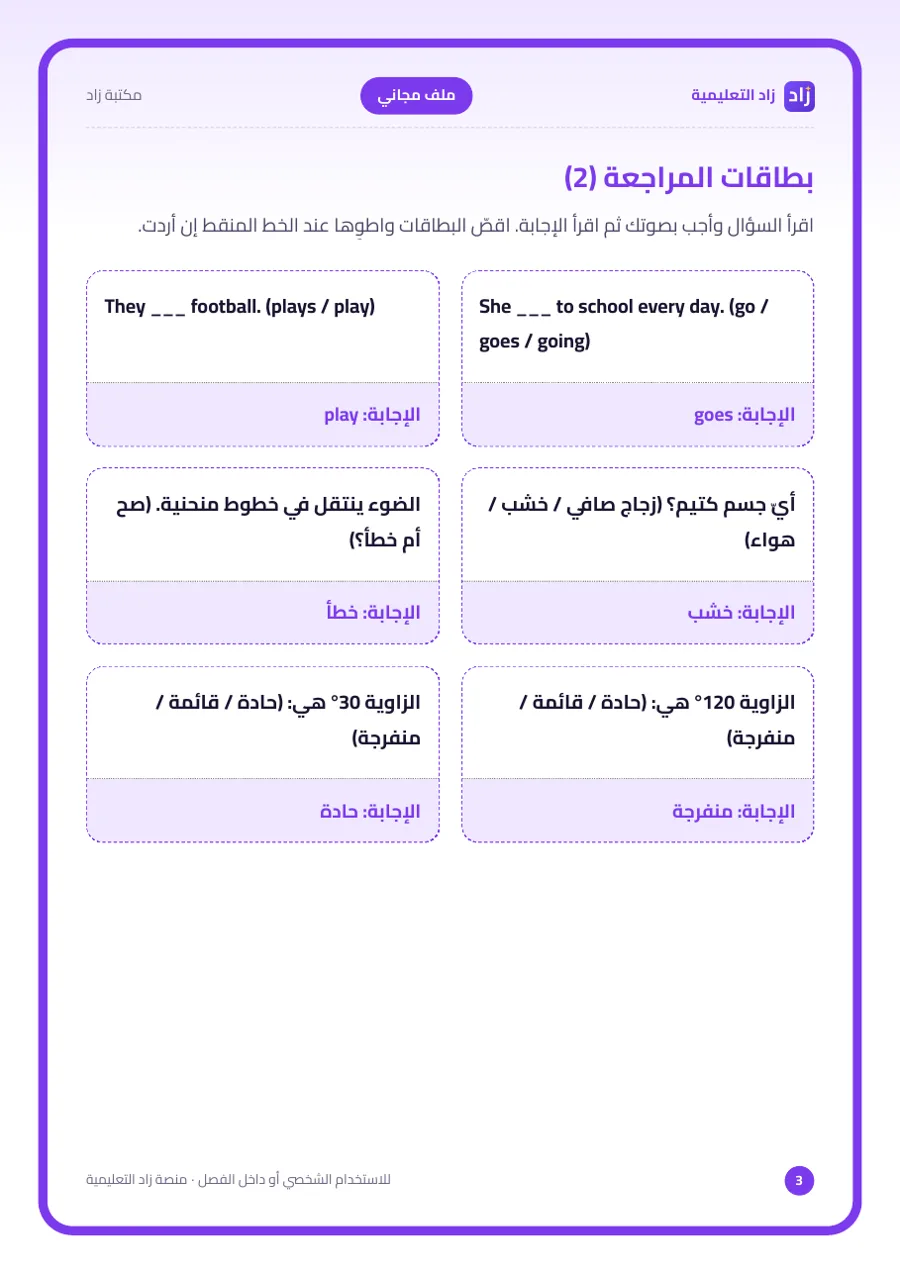 زاد
زاد التعليمية
ملف مجاني
مكتبة زاد
بطاقات المراجعة (2)
اقرأ السؤال وأجب بصوتك ثم اقرأ الإجابة. اقصّ البطاقات واطوِها عند الخط المنقط إن أردت.
She ___ to school every day. (go /
goes / going)
الإجابة: goes
They ___ football. (plays / play)
الإجابة: play
أيّ جسم كتيم؟ (زجاج صافي / خشب /
هواء)
الإجابة: خشب
الضوء ينتقل في خطوط منحنية. (صح
أم خطأ؟)
الإجابة: خطأ
الزاوية 120° هي: (حادة / قائمة /
منفرجة)
الإجابة: منفرجة
الزاوية 30° هي: (حادة / قائمة /
منفرجة)
الإجابة: حادة
3
للاستخدام الشخصي أو داخل الفصل · منصة زاد التعليمية